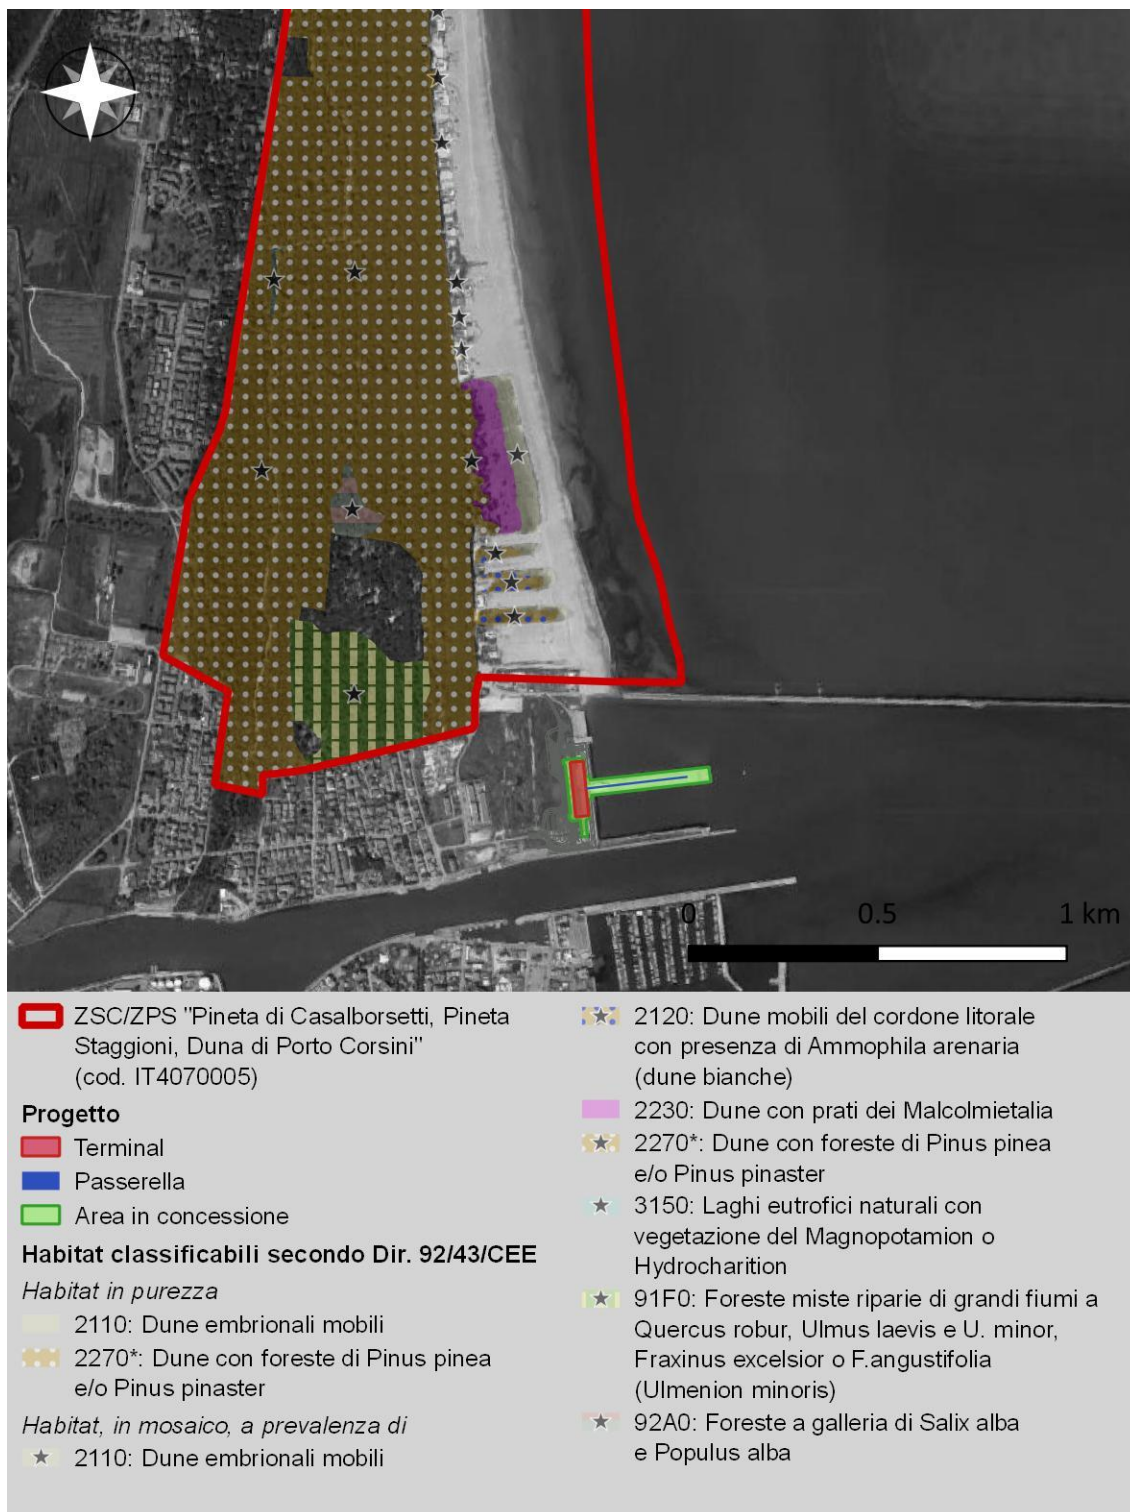 0 0.5 1 km
ZSC/ZPS "Pineta di Casalborsetti, Pineta
Staggioni, Duna di Porto Corsini"
(cod. IT4070005)
Progetto
Terminal
Passerella
Area in concessione
Habitat classificabili secondo Dir. 92/43/CEE
Habitat in purezza
2110: Dune embrionali mobili
2270*: Dune con foreste di Pinus pinea
e/o Pinus pinaster
Habitat, in mosaico, a prevalenza di
2110: Dune embrionali mobili
2120: Dune mobili del cordone litorale
con presenza di Ammophila arenaria
(dune bianche)
2230: Dune con prati dei Malcolmietalia
2270*: Dune con foreste di Pinus pinea
e/o Pinus pinaster
3150: Laghi eutrofici naturali con
vegetazione del Magnopotamion o
Hydrocharition
91F0: Foreste miste riparie di grandi fiumi a
Quercus robur, Ulmus laevis e U. minor,
Fraxinus excelsior o F.angustifolia
(Ulmenion minoris)
92A0: Foreste a galleria di Salix alba
e Populus alba